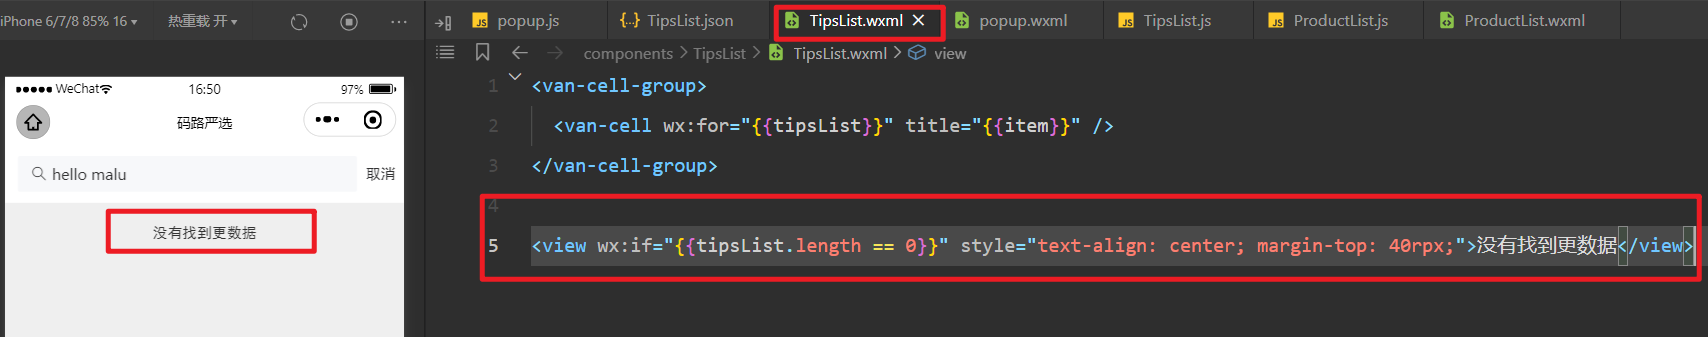 iPhone 6/7/8 85% 16
热重载 开
popup.js
TipsList.json
TipsList.wxml
popup.wxml
TipsList.js
ProductList.js
ProductList.wxml
components > TipsList > TipsList.wxml > view
WeChat
16:50
97%
码路严选
hello malu
取消
没有找到更数据
1 <van-cell-group>
2 <van-cell wx:for="{{tipsList}}" title="{{item}}" />
3 </van-cell-group>
4
5 <view wx:if="{{tipsList.length == 0}}" style="text-align: center; margin-top: 40rpx;">没有找到更数据</view>